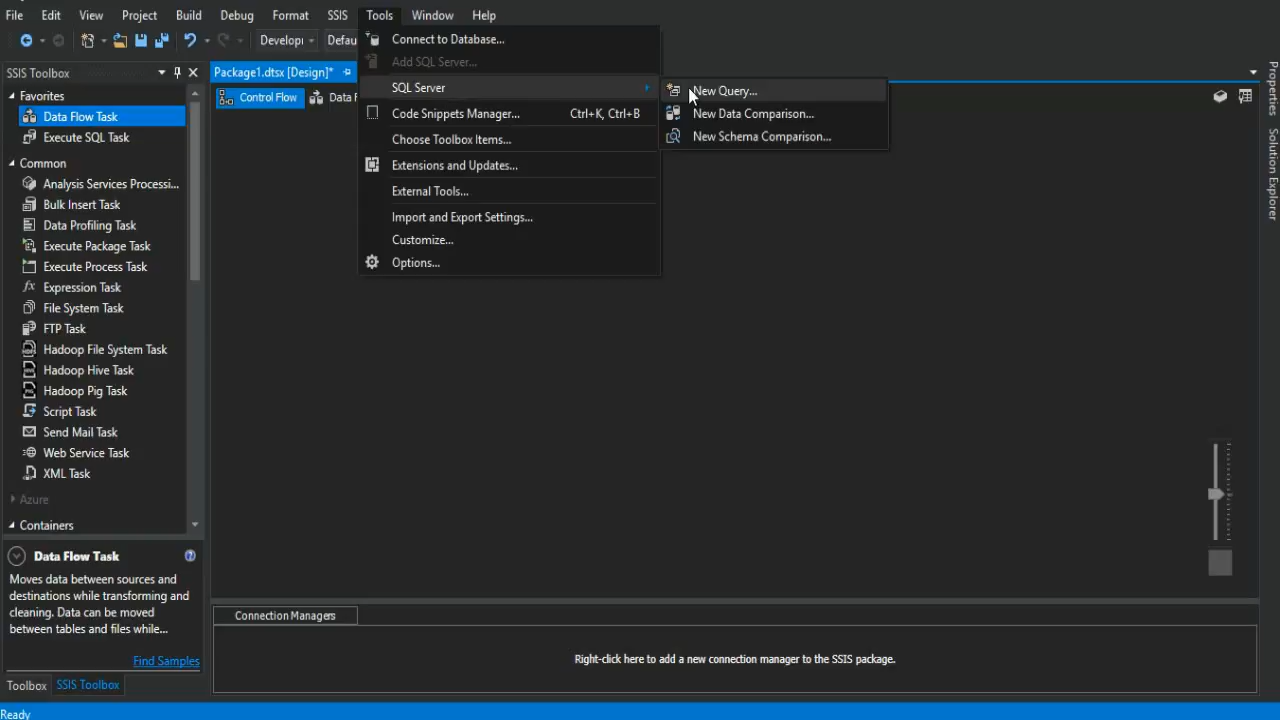 File Edit View Project Build Debug Format SSIS Tools Window Help
Developi Defau
SSIS Toolbox
Favorites
Data Flow Task
Execute SQL Task
Common
Analysis Services Processi...
Bulk Insert Task
Data Profiling Task
Execute Package Task
Execute Process Task
Expression Task
File System Task
FTP Task
Hadoop File System Task
Hadoop Hive Task
Hadoop Pig Task
Script Task
Send Mail Task
Web Service Task
XML Task
Azure
Containers
Data Flow Task
Moves data between sources and
destinations while transforming and
cleaning. Data can be moved
between tables and files while...
Find Samples
Toolbox SSIS Toolbox
Package1.dtsx [Design]*
Control Flow Data F
Connect to Database...
Add SQL Server...
SQL Server
Code Snippets Manager... Ctrl+K, Ctrl+B
Choose Toolbox Items...
Extensions and Updates...
External Tools...
Import and Export Settings...
Customize...
Options...
New Query...
New Data Comparison...
New Schema Comparison...
Connection Managers
Right-click here to add a new connection manager to the SSIS package.
Properties
Solution Explorer
Ready